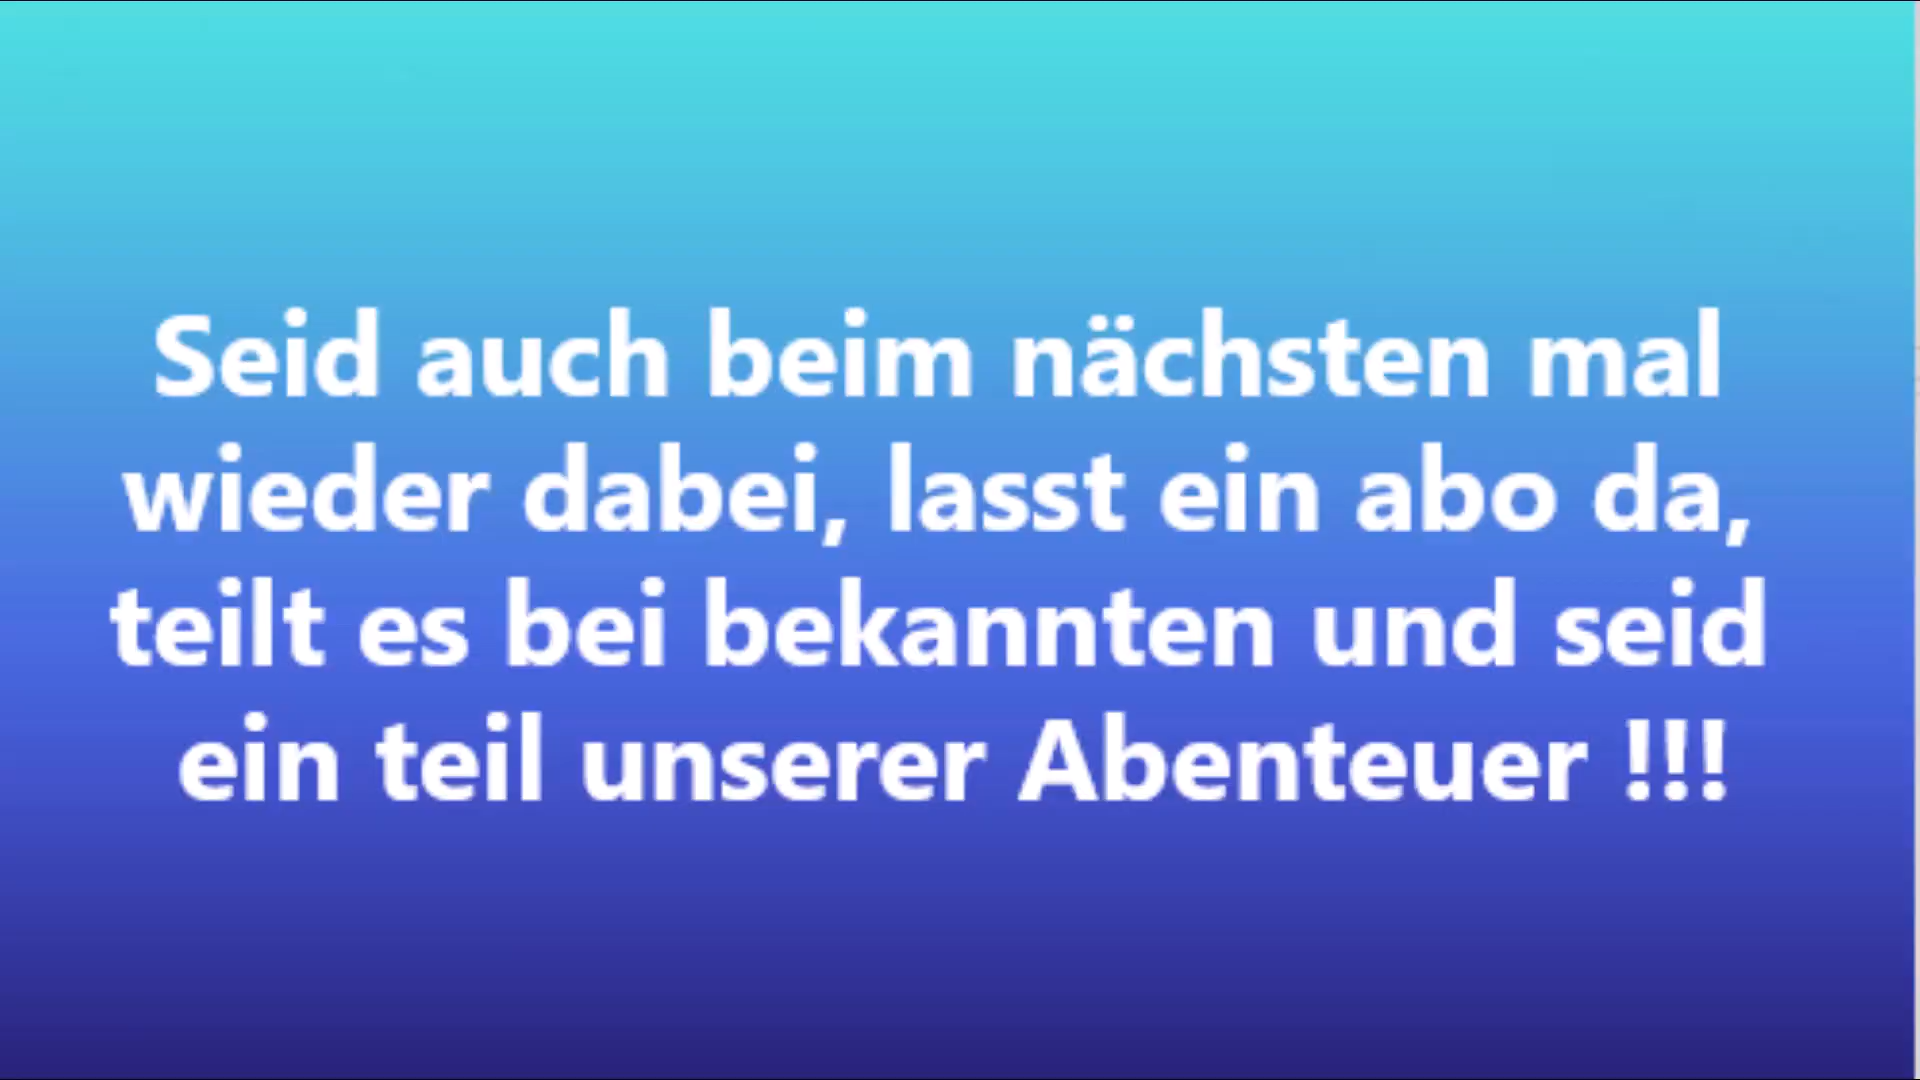 Seid auch beim nächsten mal
wieder dabei, lasst ein abo da,
teilt es bei bekannten und seid
ein teil unserer Abenteuer !!!